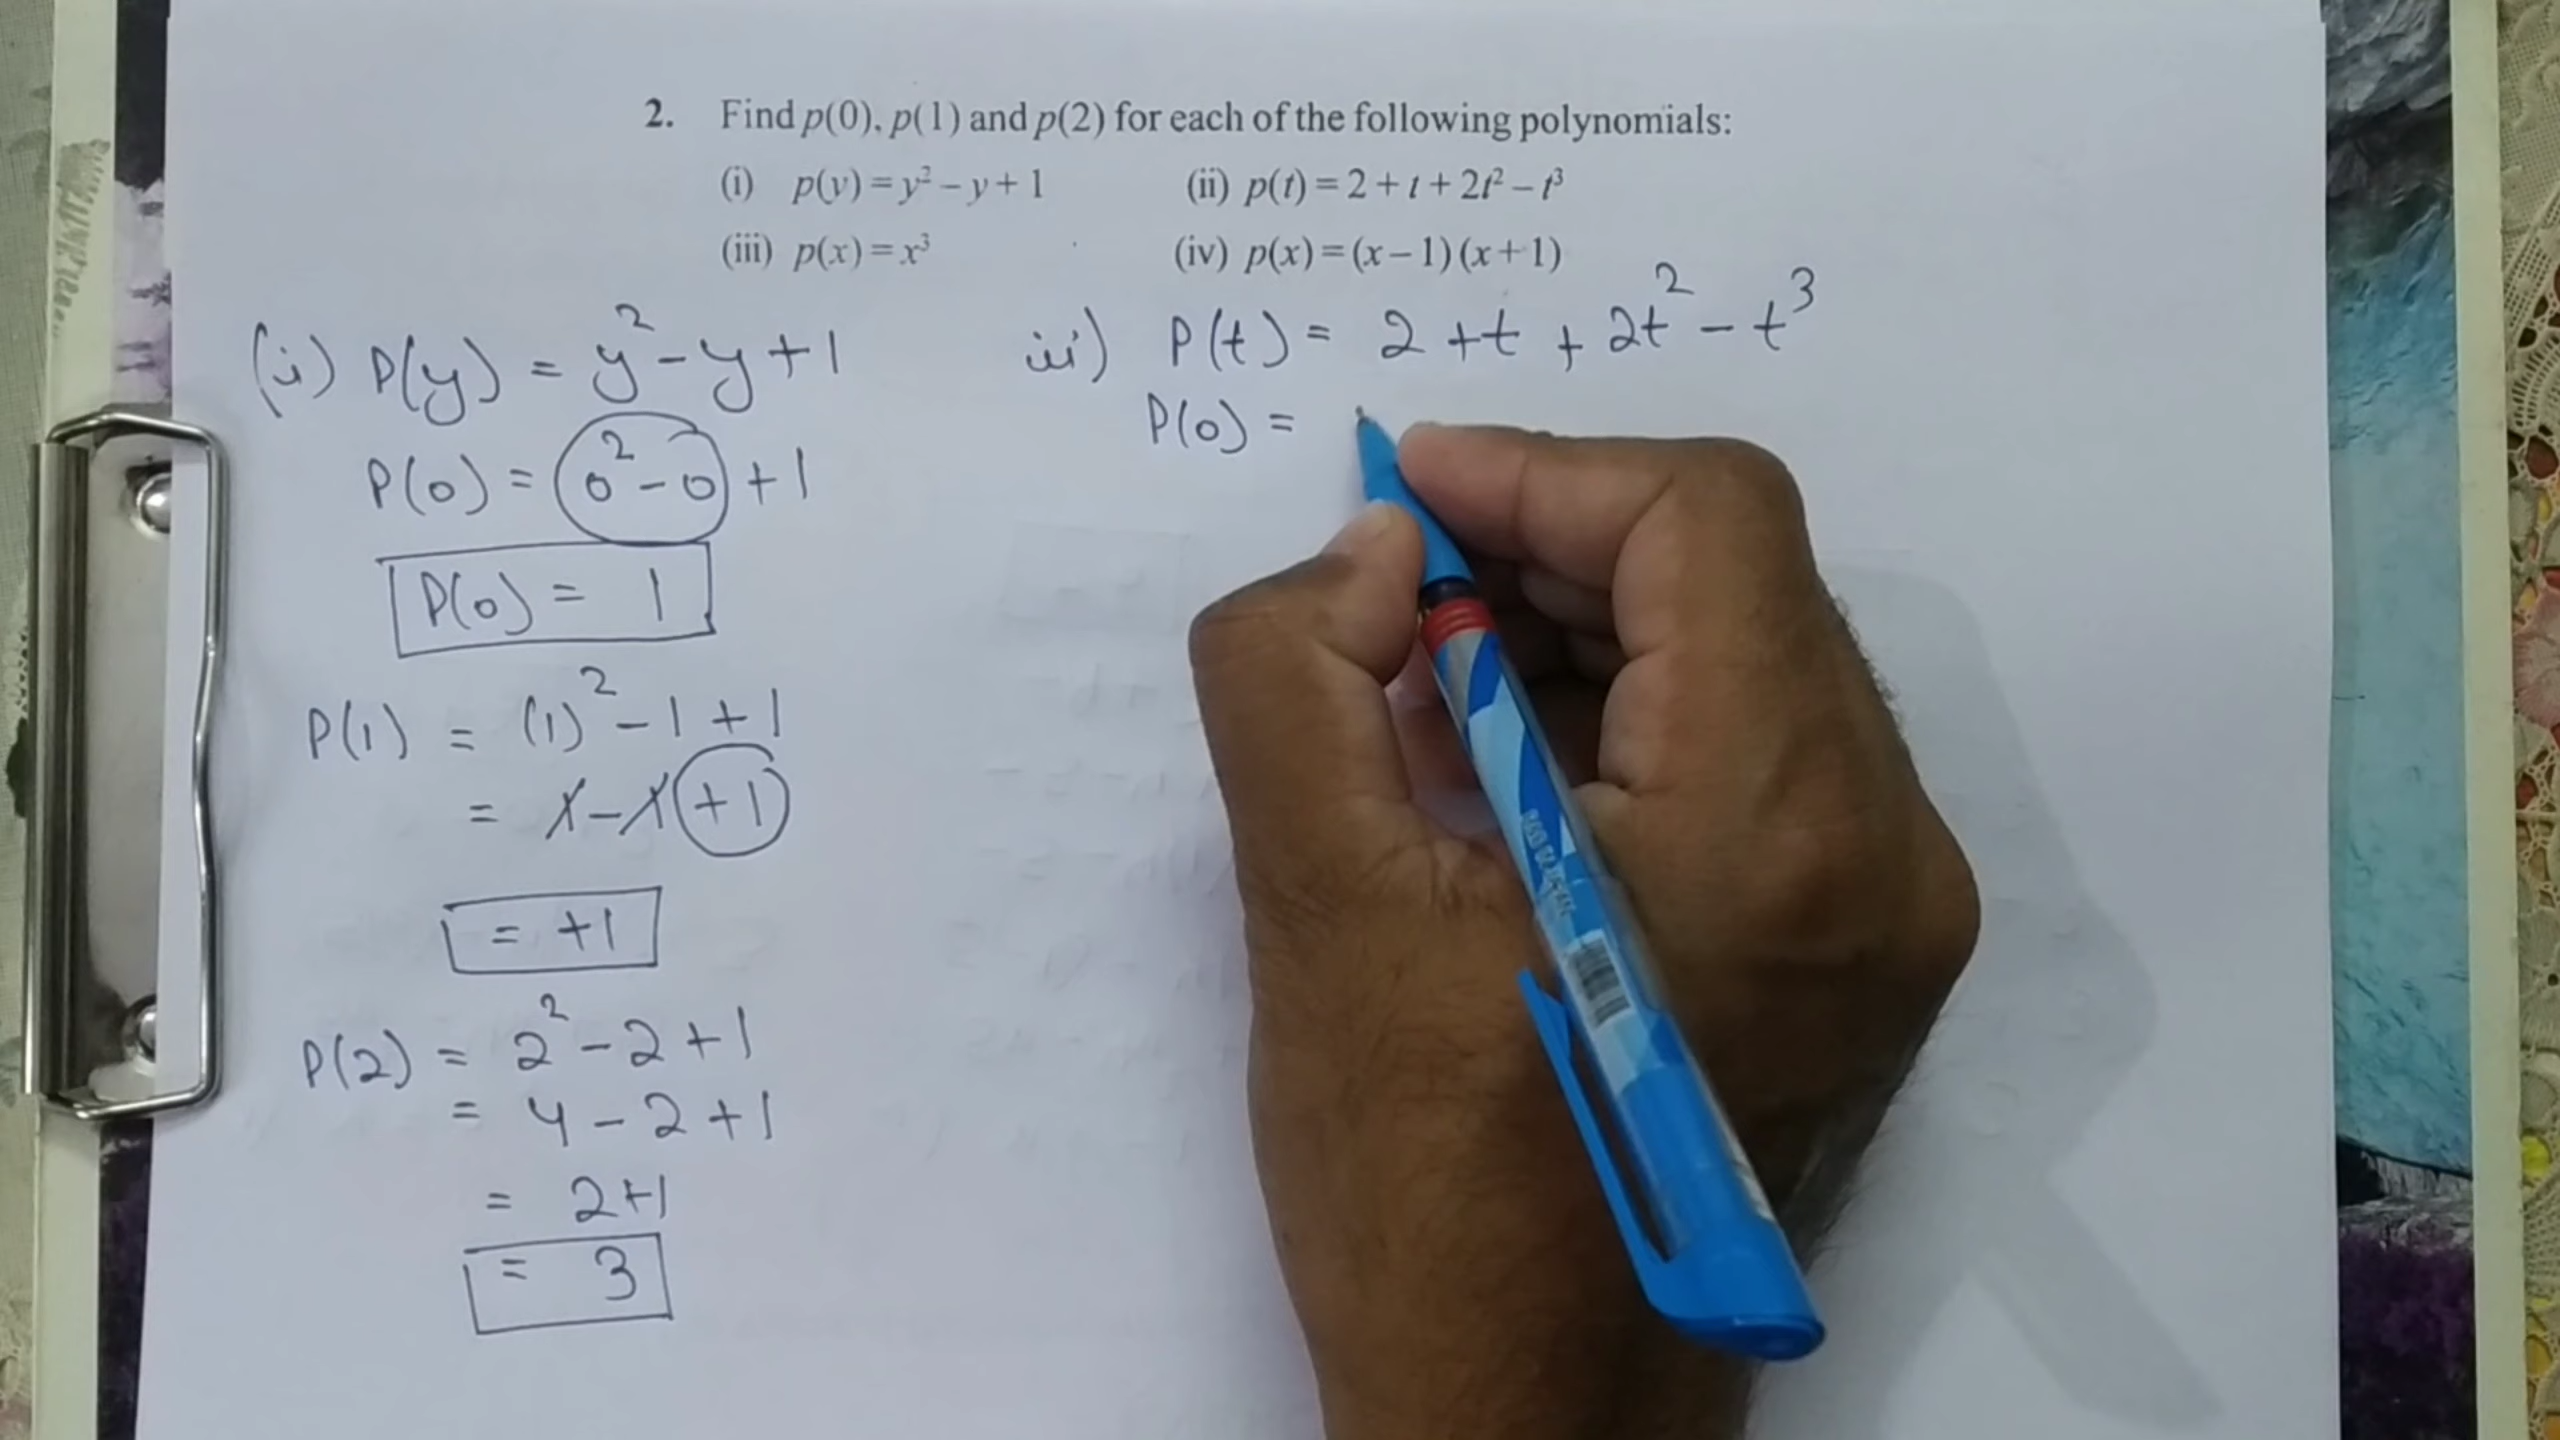 2. Find p(0), p(1) and p(2) for each of the following polynomials:
(i) p(y) = y² – y + 1 (ii) p(t) = 2 + t + 2t² – t³
(iii) p(x) = x³ (iv) p(x) = (x – 1) (x + 1)
(i) P(y) = y² - y + 1
P(0) = 0² - 0 + 1
P(0) = 1
P(1) = (1)² - 1 + 1
= 1 - 1 + 1
= +1
P(2) = 2² - 2 + 1
= 4 - 2 + 1
= 2+1
= 3
iii) P(t) = 2 + t + 2t² - t³
P(0) =